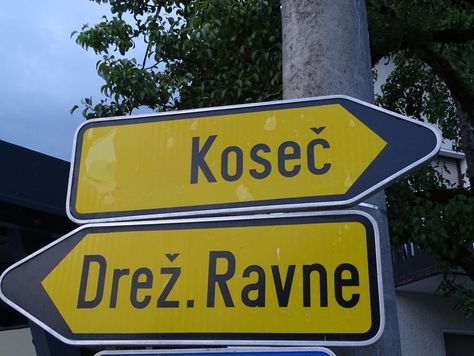 Koseč
Drež. Ravne